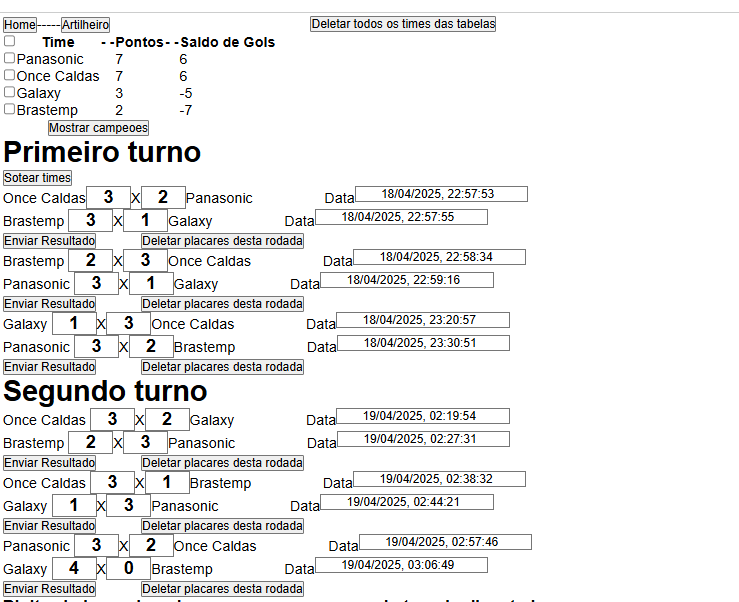 Home-----Artilheiro Deletar todos os times das tabelas
Time - -Pontos- -Saldo de Gols
Panasonic 7 6
Once Caldas 7 6
Galaxy 3 -5
Brastemp 2 -7
Mostrar campeoes
Primeiro turno
Sotear times
Once Caldas 3 X 2 Panasonic Data 18/04/2025, 22:57:53
Brastemp 3 X 1 Galaxy Data 18/04/2025, 22:57:55
Enviar Resultado Deletar placares desta rodada
Brastemp 2 X 3 Once Caldas Data 18/04/2025, 22:58:34
Panasonic 3 X 1 Galaxy Data 18/04/2025, 22:59:16
Enviar Resultado Deletar placares desta rodada
Galaxy 1 X 3 Once Caldas Data 18/04/2025, 23:20:57
Panasonic 3 X 2 Brastemp Data 18/04/2025, 23:30:51
Enviar Resultado Deletar placares desta rodada
Segundo turno
Once Caldas 3 X 2 Galaxy Data 19/04/2025, 02:19:54
Brastemp 2 X 3 Panasonic Data 19/04/2025, 02:27:31
Enviar Resultado Deletar placares desta rodada
Once Caldas 3 X 1 Brastemp Data 19/04/2025, 02:38:32
Galaxy 1 X 3 Panasonic Data 19/04/2025, 02:44:21
Enviar Resultado Deletar placares desta rodada
Panasonic 3 X 2 Once Caldas Data 19/04/2025, 02:57:46
Galaxy 4 X 0 Brastemp Data 19/04/2025, 03:06:49
Enviar Resultado Deletar placares desta rodada